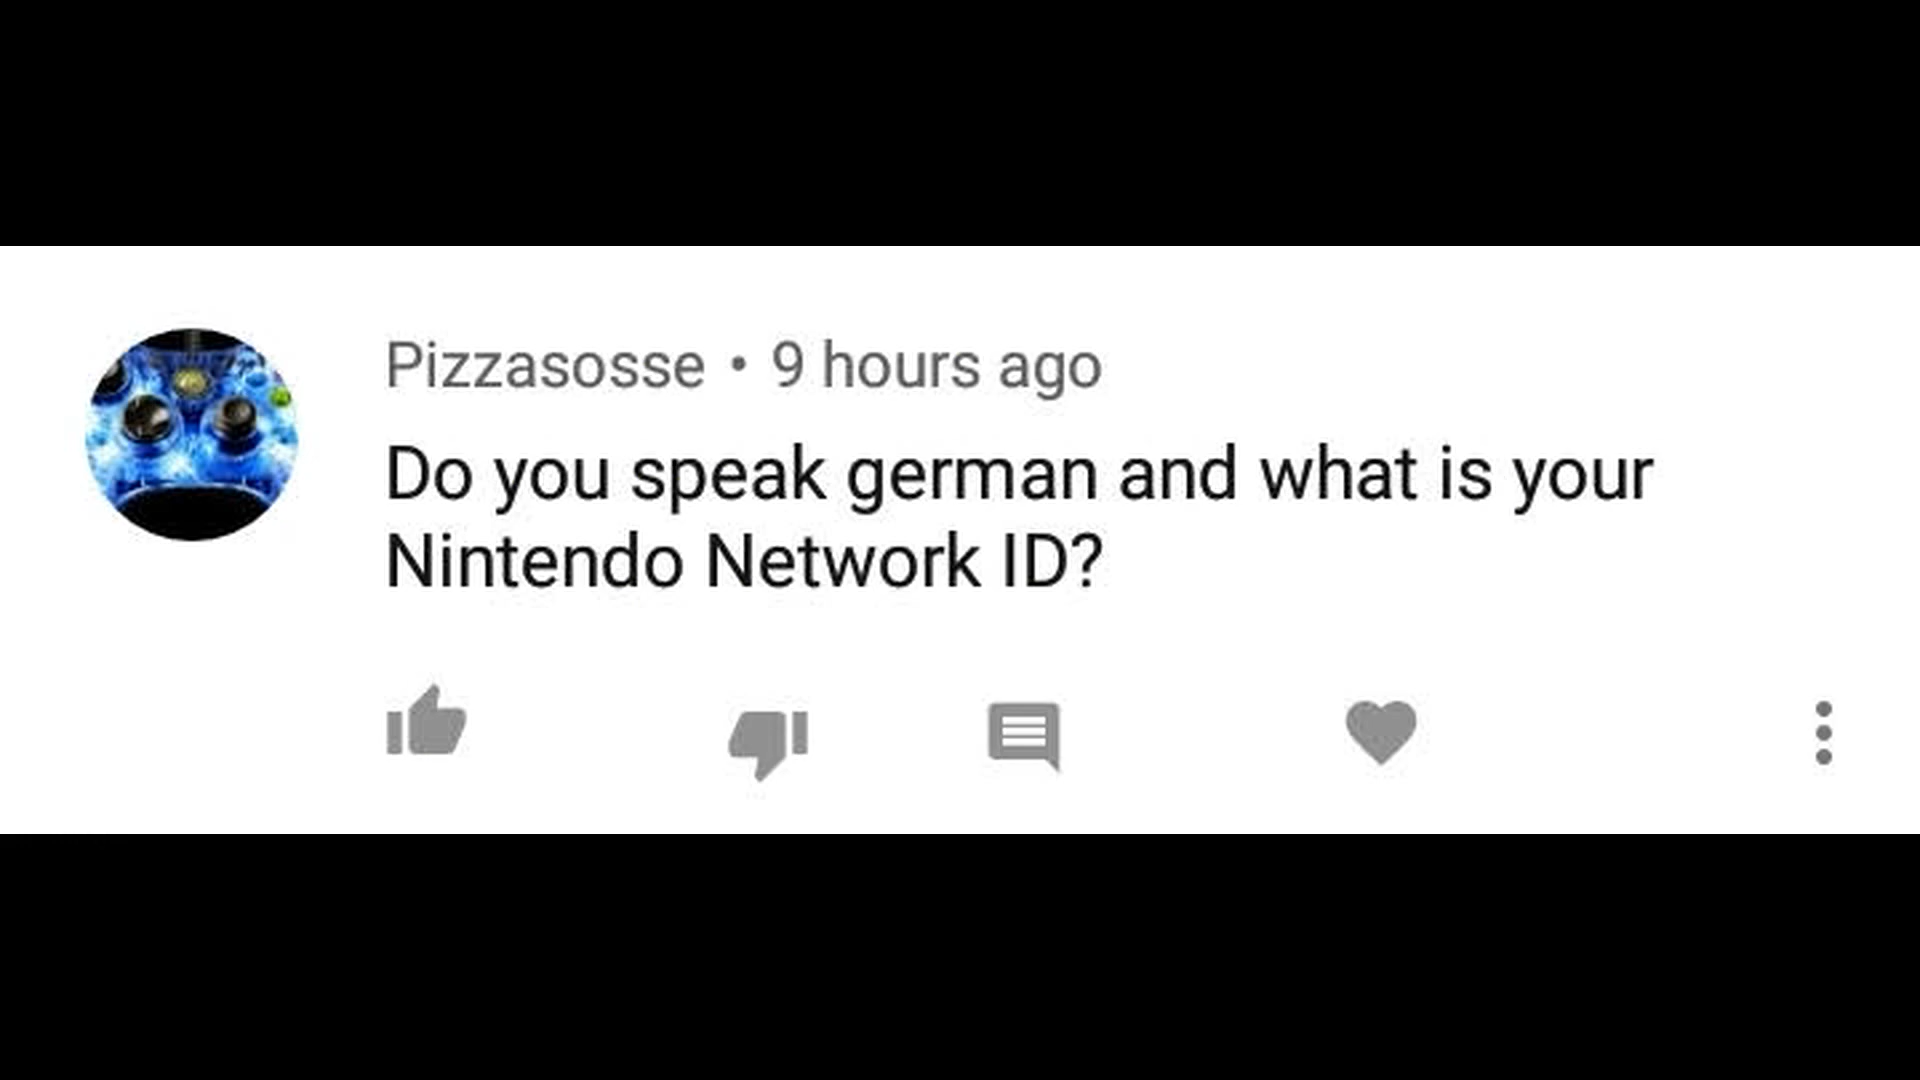 Pizzasosse • 9 hours ago
Do you speak german and what is your
Nintendo Network ID?